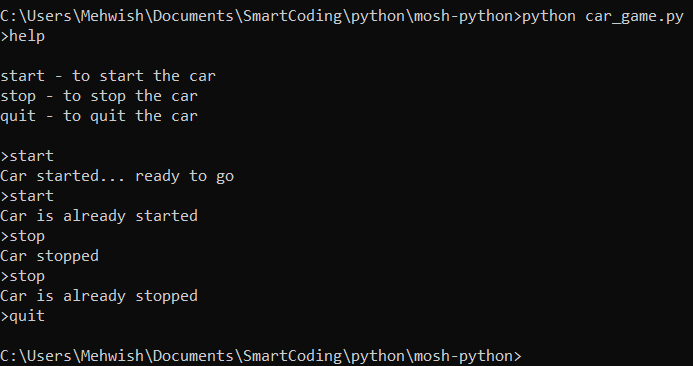 C:\Users\Mehwish\Documents\SmartCoding\python\mosh-python>python car_game.py
>help
start - to start the car
stop - to stop the car
quit - to quit the car
>start
Car started... ready to go
>start
Car is already started
>stop
Car stopped
>stop
Car is already stopped
>quit
C:\Users\Mehwish\Documents\SmartCoding\python\mosh-python>